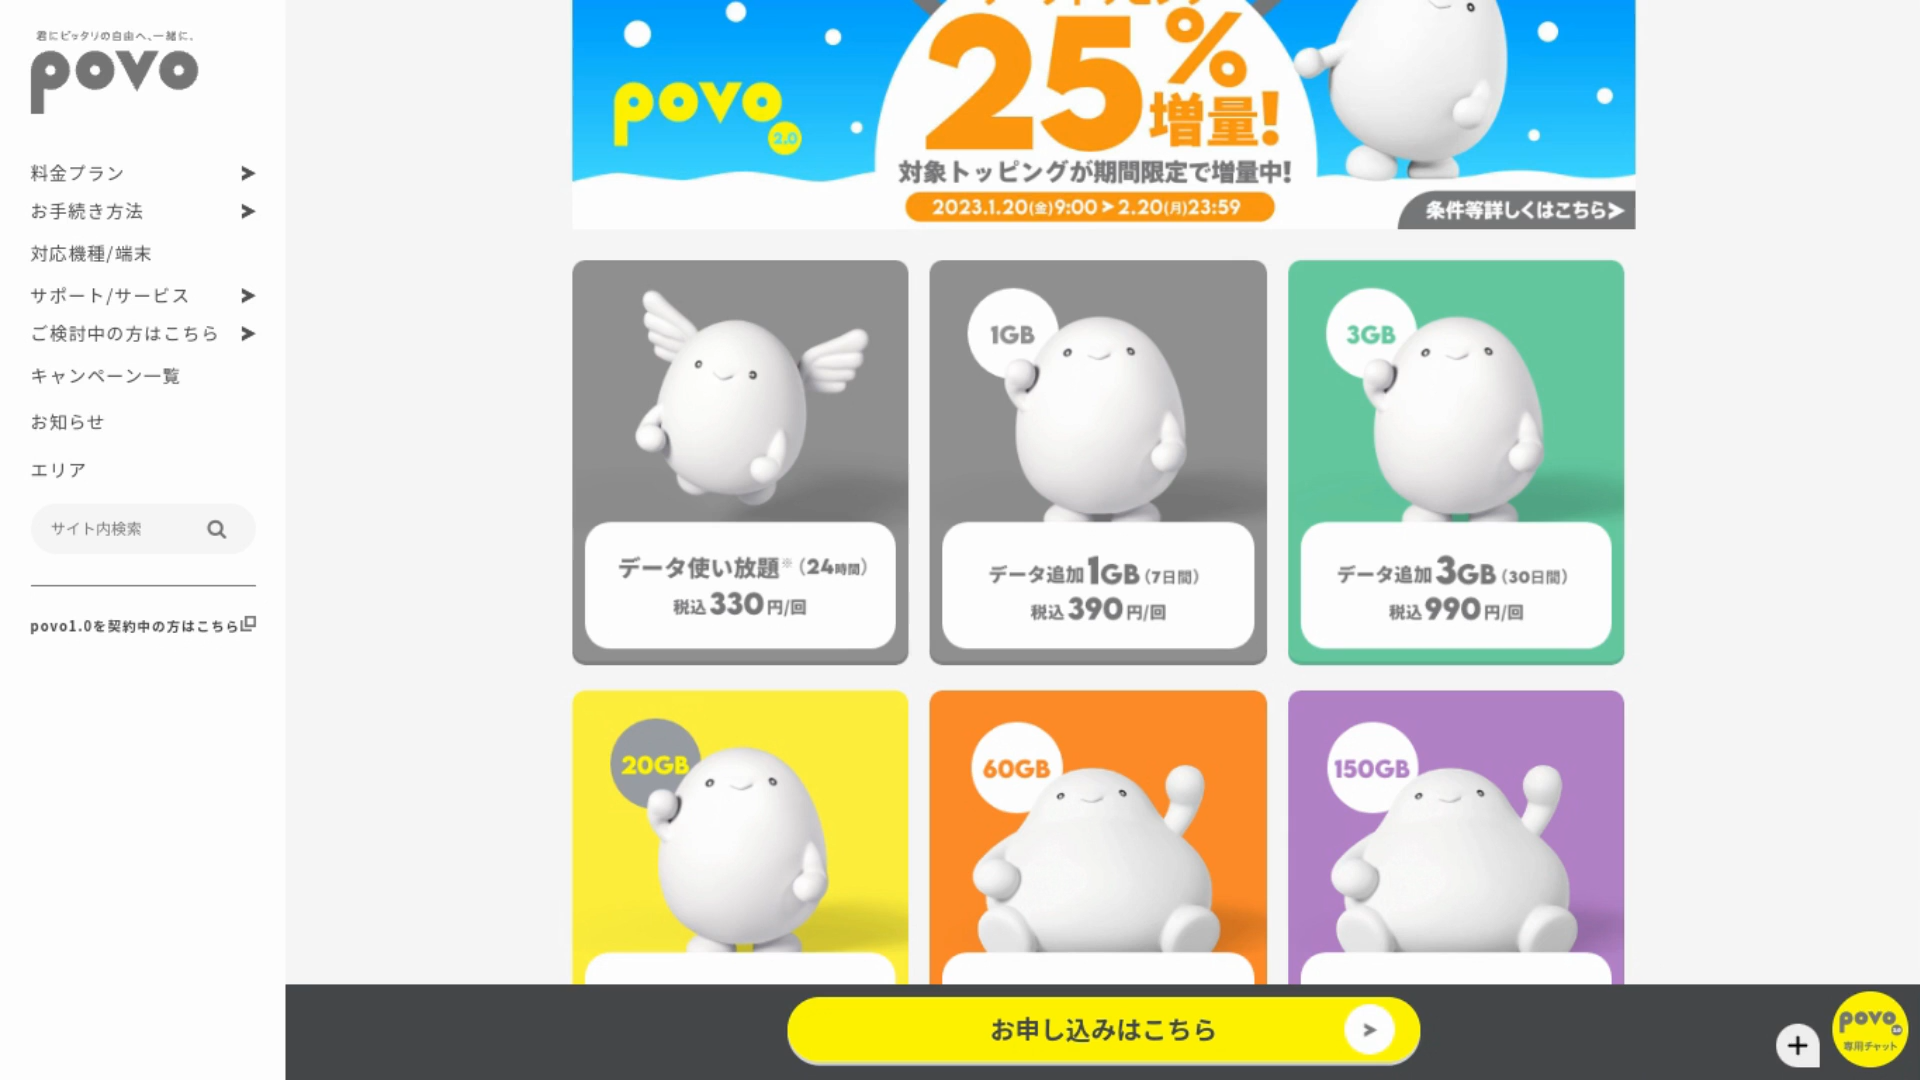 君にピッタリの自由へ、一緒に。
povo
料金プラン
お手続き方法
対応機種/端末
サポート/サービス
ご検討中の方はこちら
キャンペーン一覧
お知らせ
エリア
サイト内検索
povo1.0を契約中の方はこちら
povo
2.0
25%
増量!
対象トッピングが期間限定で増量中!
2023.1.20(金)9:00 > 2.20(月)23:59
条件等詳しくはこちら>
データ使い放題※(24時間)
税込330円/回
1GB
データ追加1GB(7日間)
税込390円/回
3GB
データ追加3GB(30日間)
税込990円/回
20GB
60GB
150GB
お申し込みはこちら
povo
専用チャット